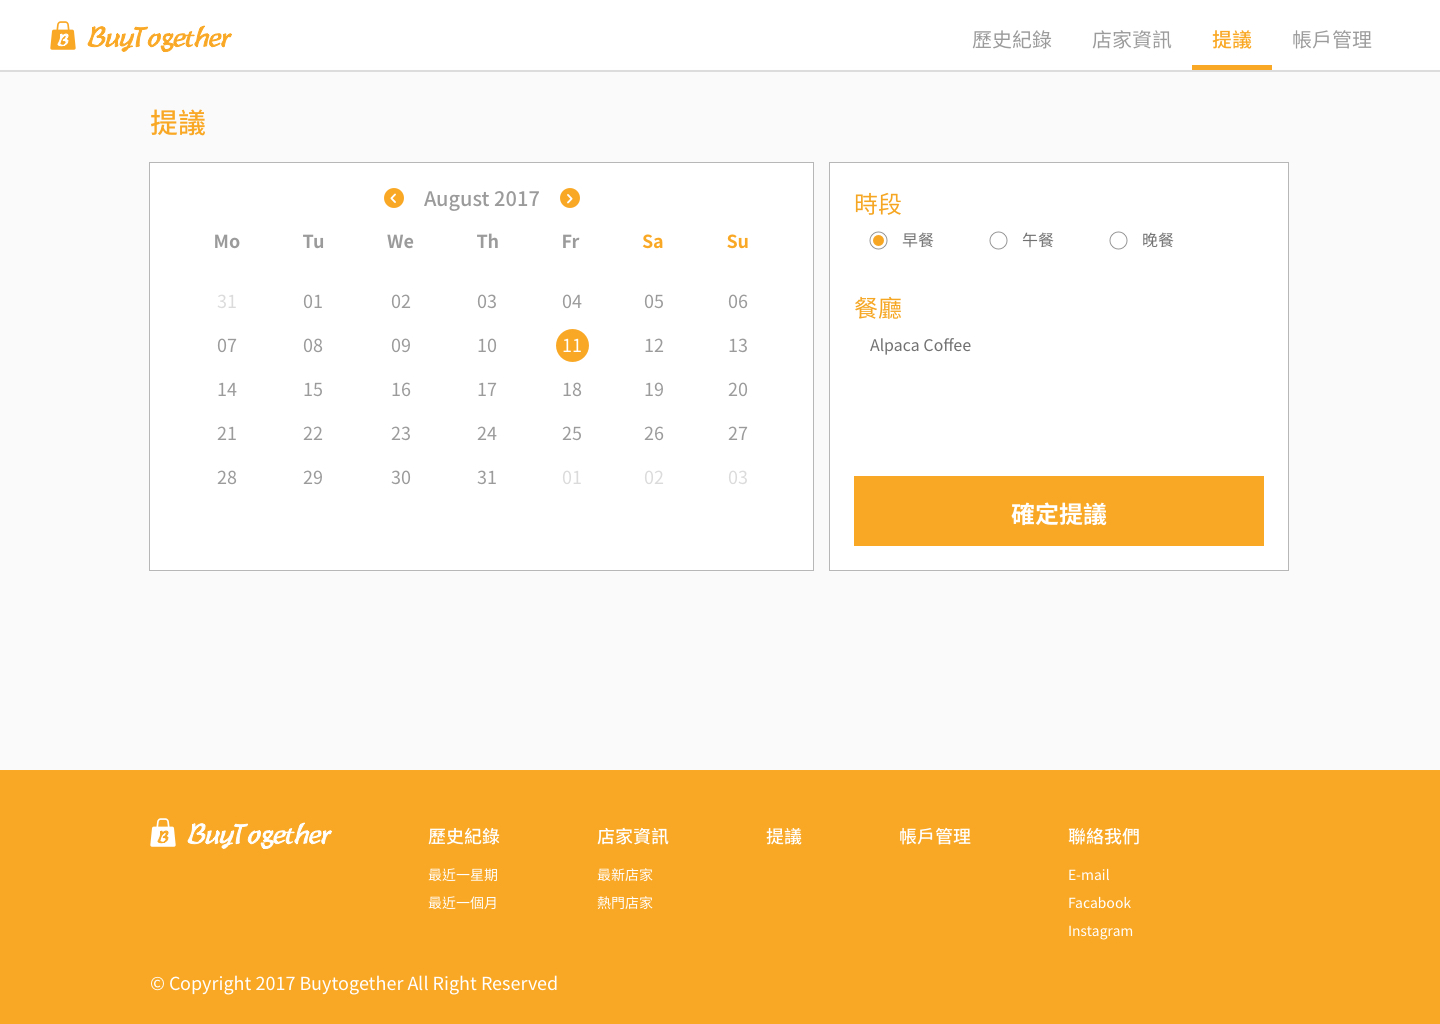 BuyTogether
歷史紀錄 店家資訊 提議 帳戶管理
提議
August 2017
Mo Tu We Th Fr Sa Su
31 01 02 03 04 05 06
07 08 09 10 11 12 13
14 15 16 17 18 19 20
21 22 23 24 25 26 27
28 29 30 31 01 02 03
時段
早餐 午餐 晚餐
餐廳
Alpaca Coffee
確定提議
BuyTogether
歷史紀錄
最近一星期
最近一個月
店家資訊
最新店家
熱門店家
提議
帳戶管理
聯絡我們
E-mail
Facabook
Instagram
© Copyright 2017 Buytogether All Right Reserved